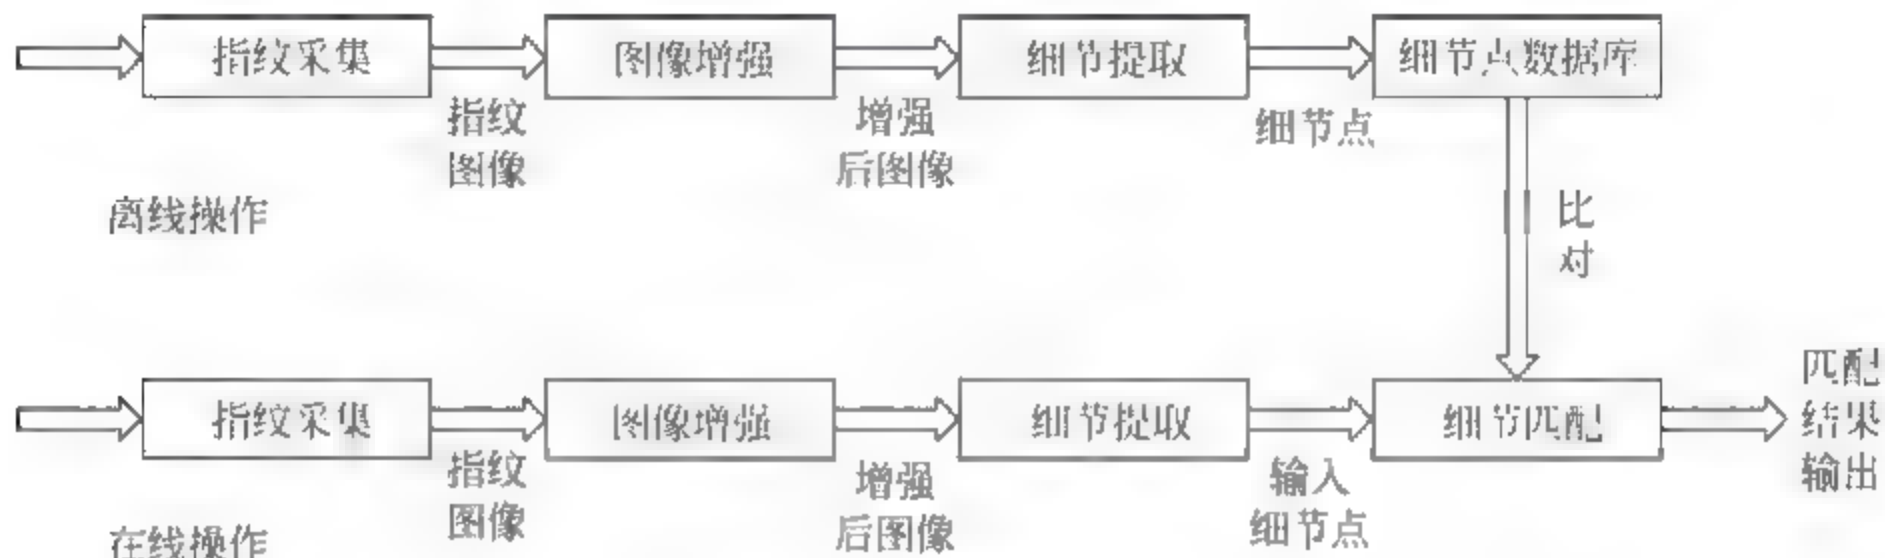 指纹采集
图像增强
细节提取
细节点数据库
指纹
图像
增强
后图像
细节点
离线操作
比
对
指纹采集
图像增强
细节提取
细节匹配
匹配
结果
输出
指纹
图像
增强
后图像
输入
细节点
在线操作